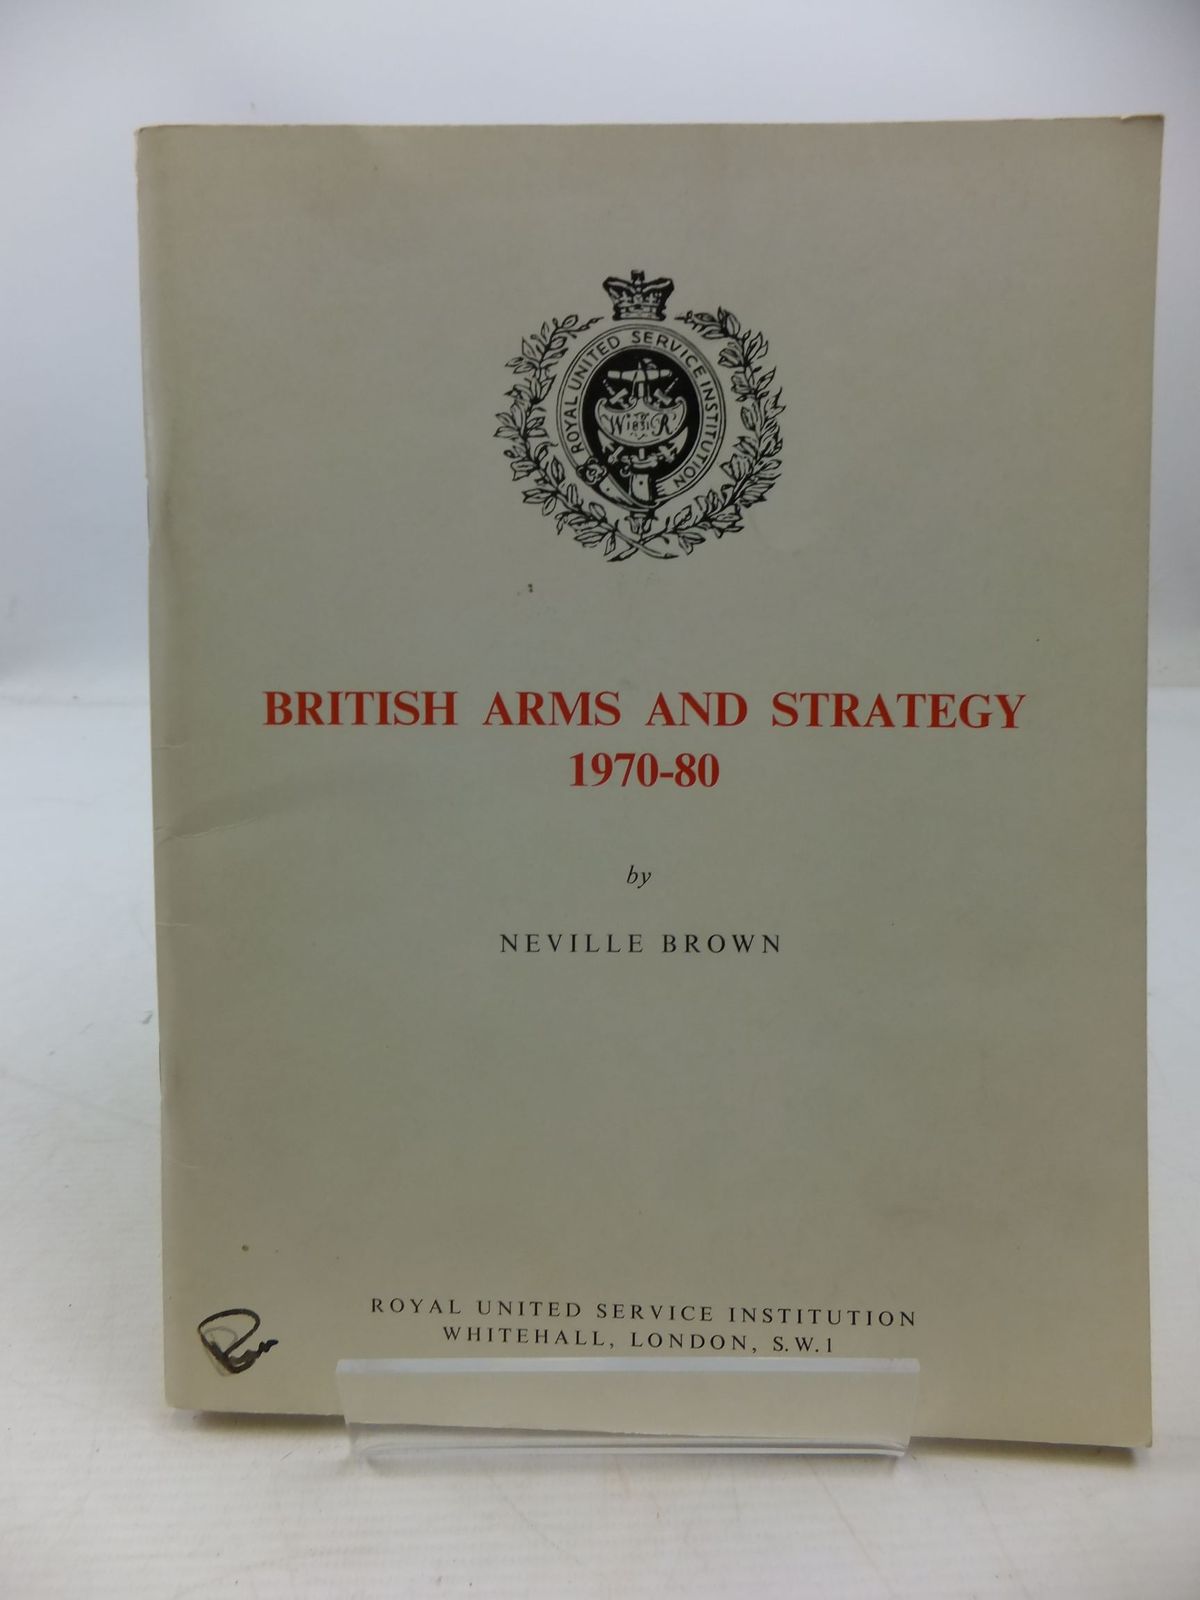 ROYAL UNITED SERVICE INSTITUTION
W 1831 R
BRITISH ARMS AND STRATEGY
1970-80
by
NEVILLE BROWN
ROYAL UNITED SERVICE INSTITUTION
WHITEHALL, LONDON, S.W.1